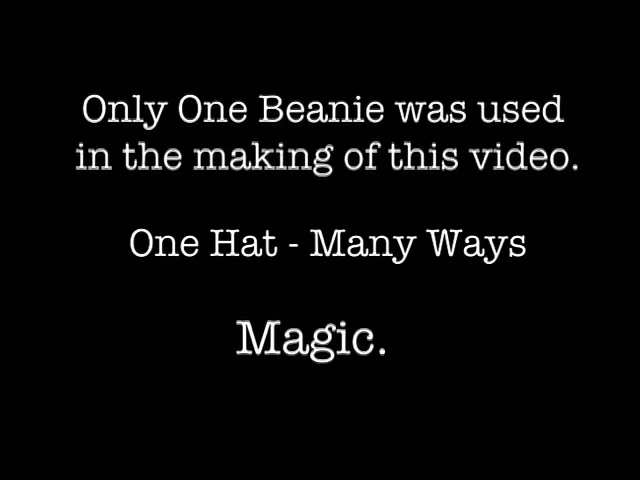 Only One Beanie was used
in the making of this video.
One Hat - Many Ways
Magic.